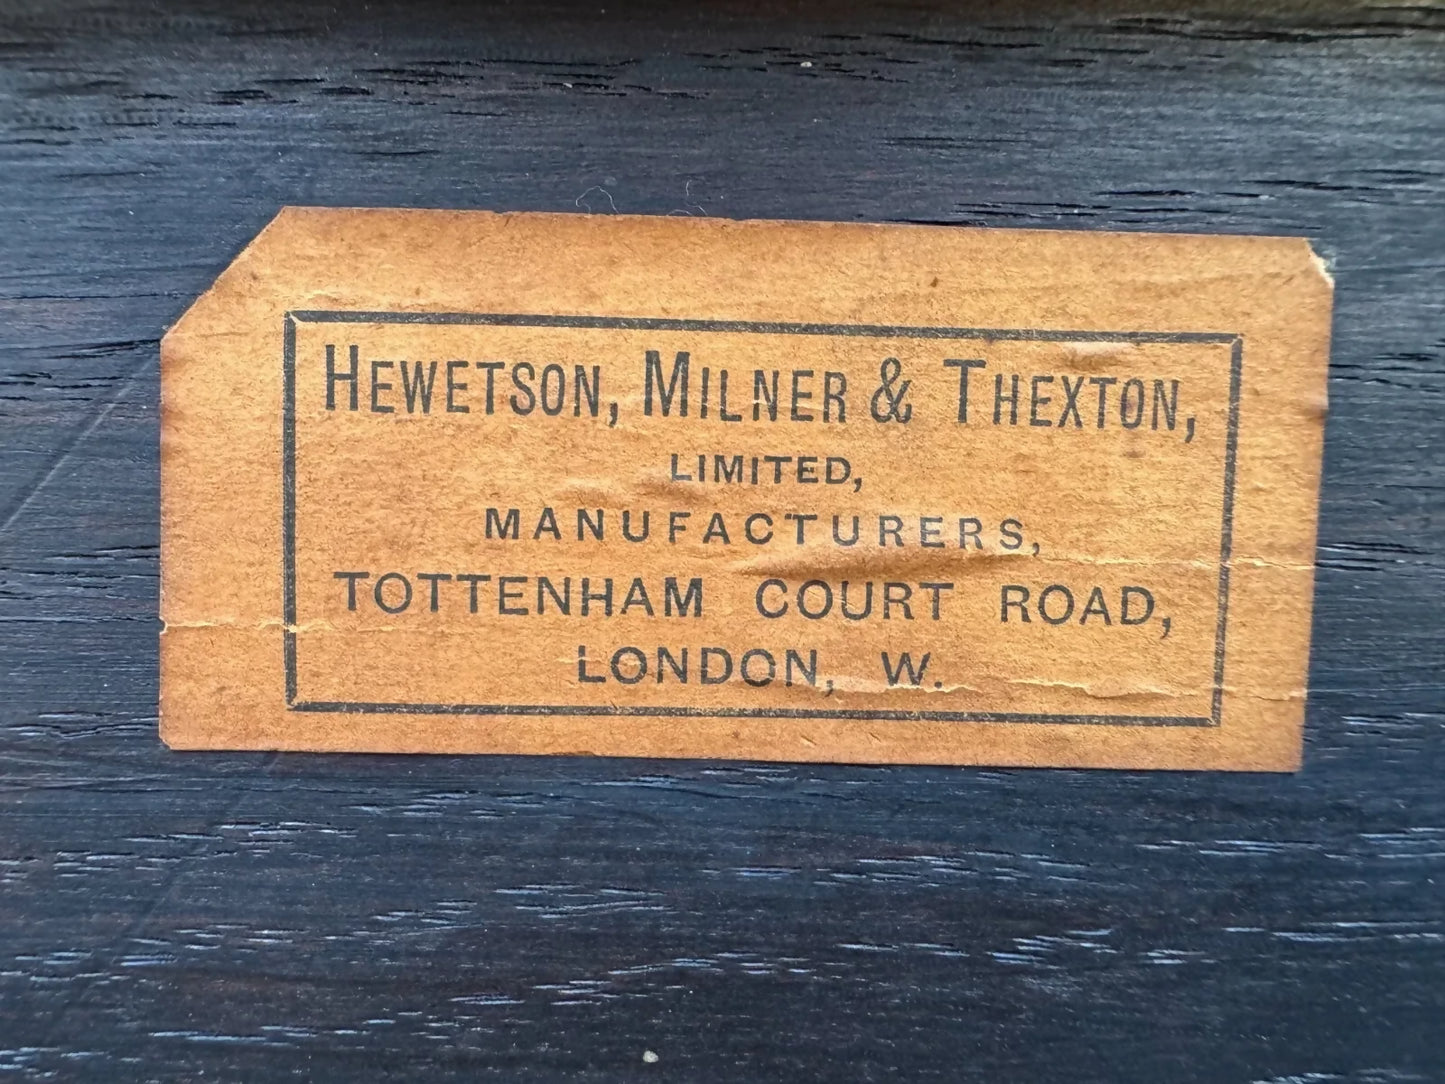 HEWETSON, MILNER & THEXTON,
LIMITED,
MANUFACTURERS,
TOTTENHAM COURT ROAD,
LONDON, W.